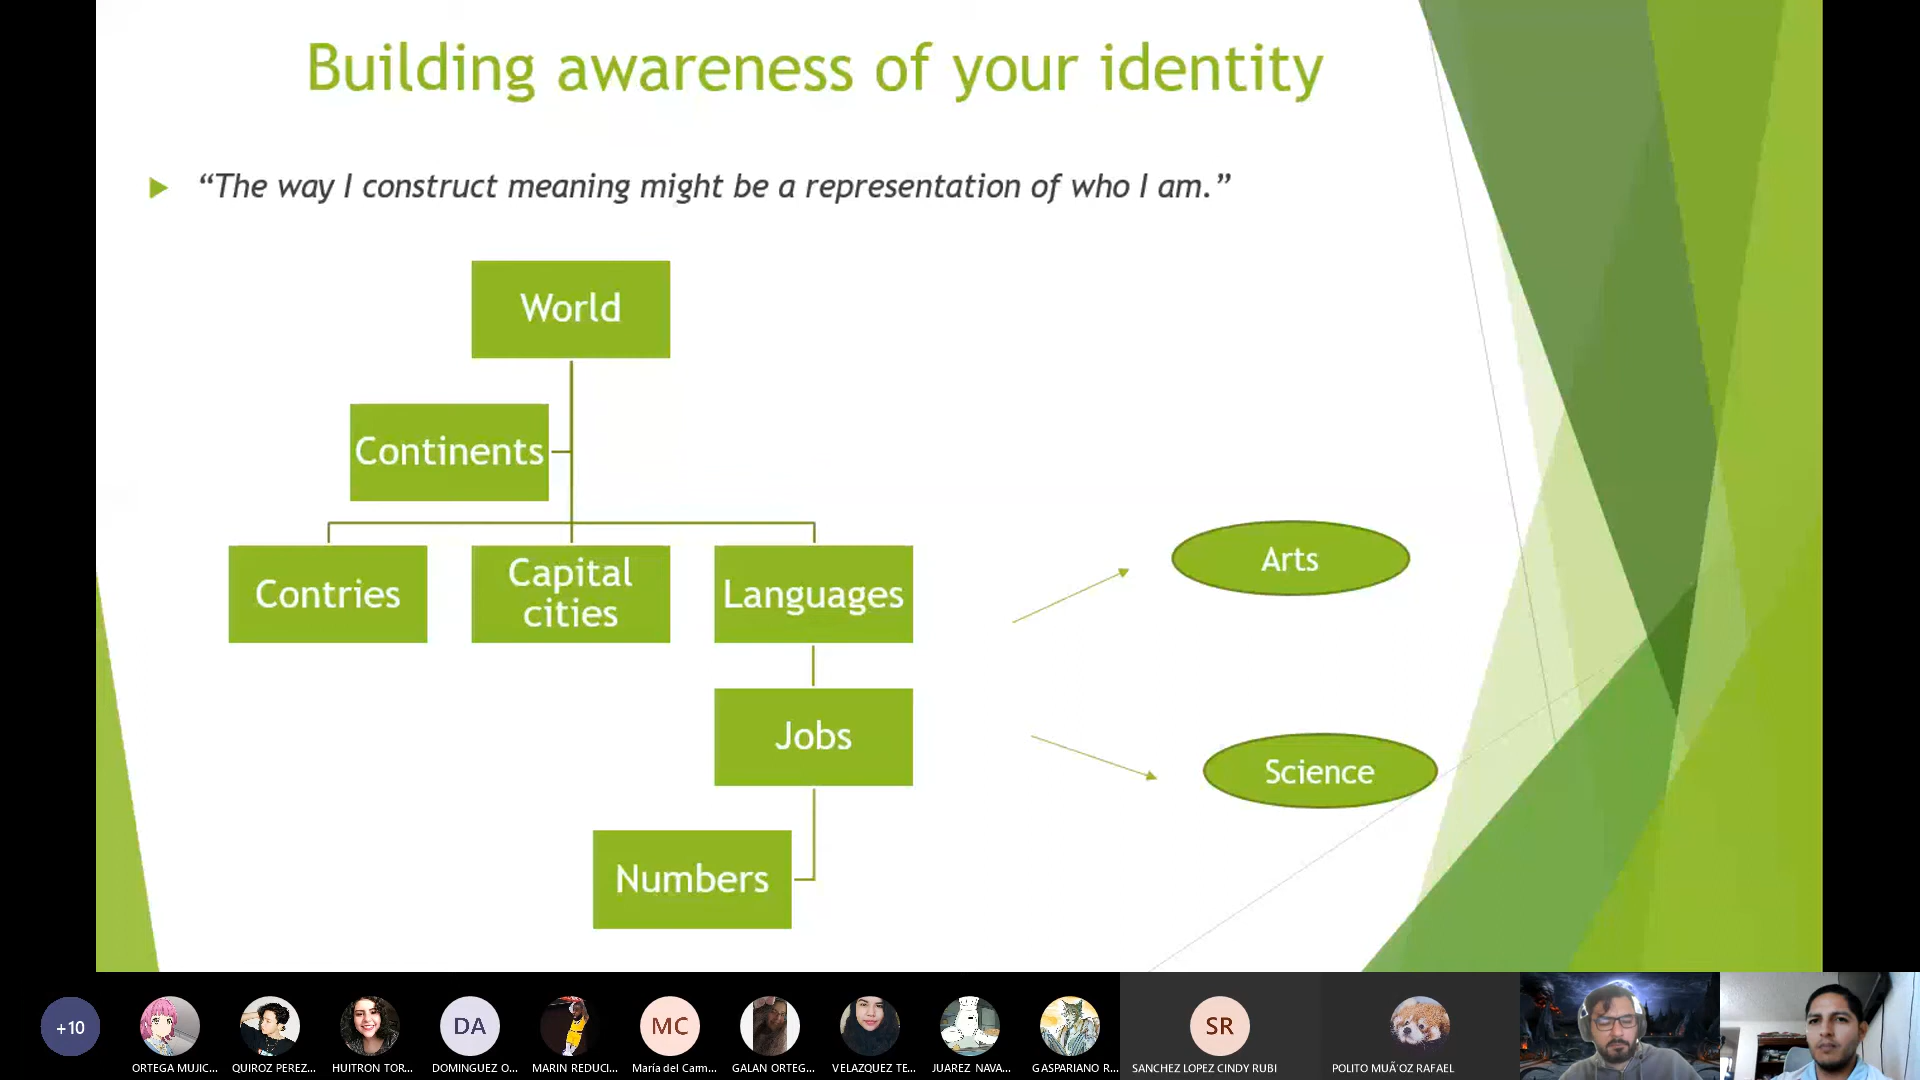 Building awareness of your identity
“The way I construct meaning might be a representation of who I am.”
World
Continents
Contries
Capital
cities
Languages
Arts
Jobs
Science
Numbers
+10
DA
MC
SR
ORTEGA MUJIC...
QUIROZ PEREZ...
HUITRON TOR...
DOMINGUEZ O...
MARIN REDUCI...
María del Carm...
GALAN ORTEG...
VELAZQUEZ TE...
JUAREZ NAVA...
GASPARIANO R...
SANCHEZ LOPEZ CINDY RUBI
POLITO MUÃ‘OZ RAFAEL